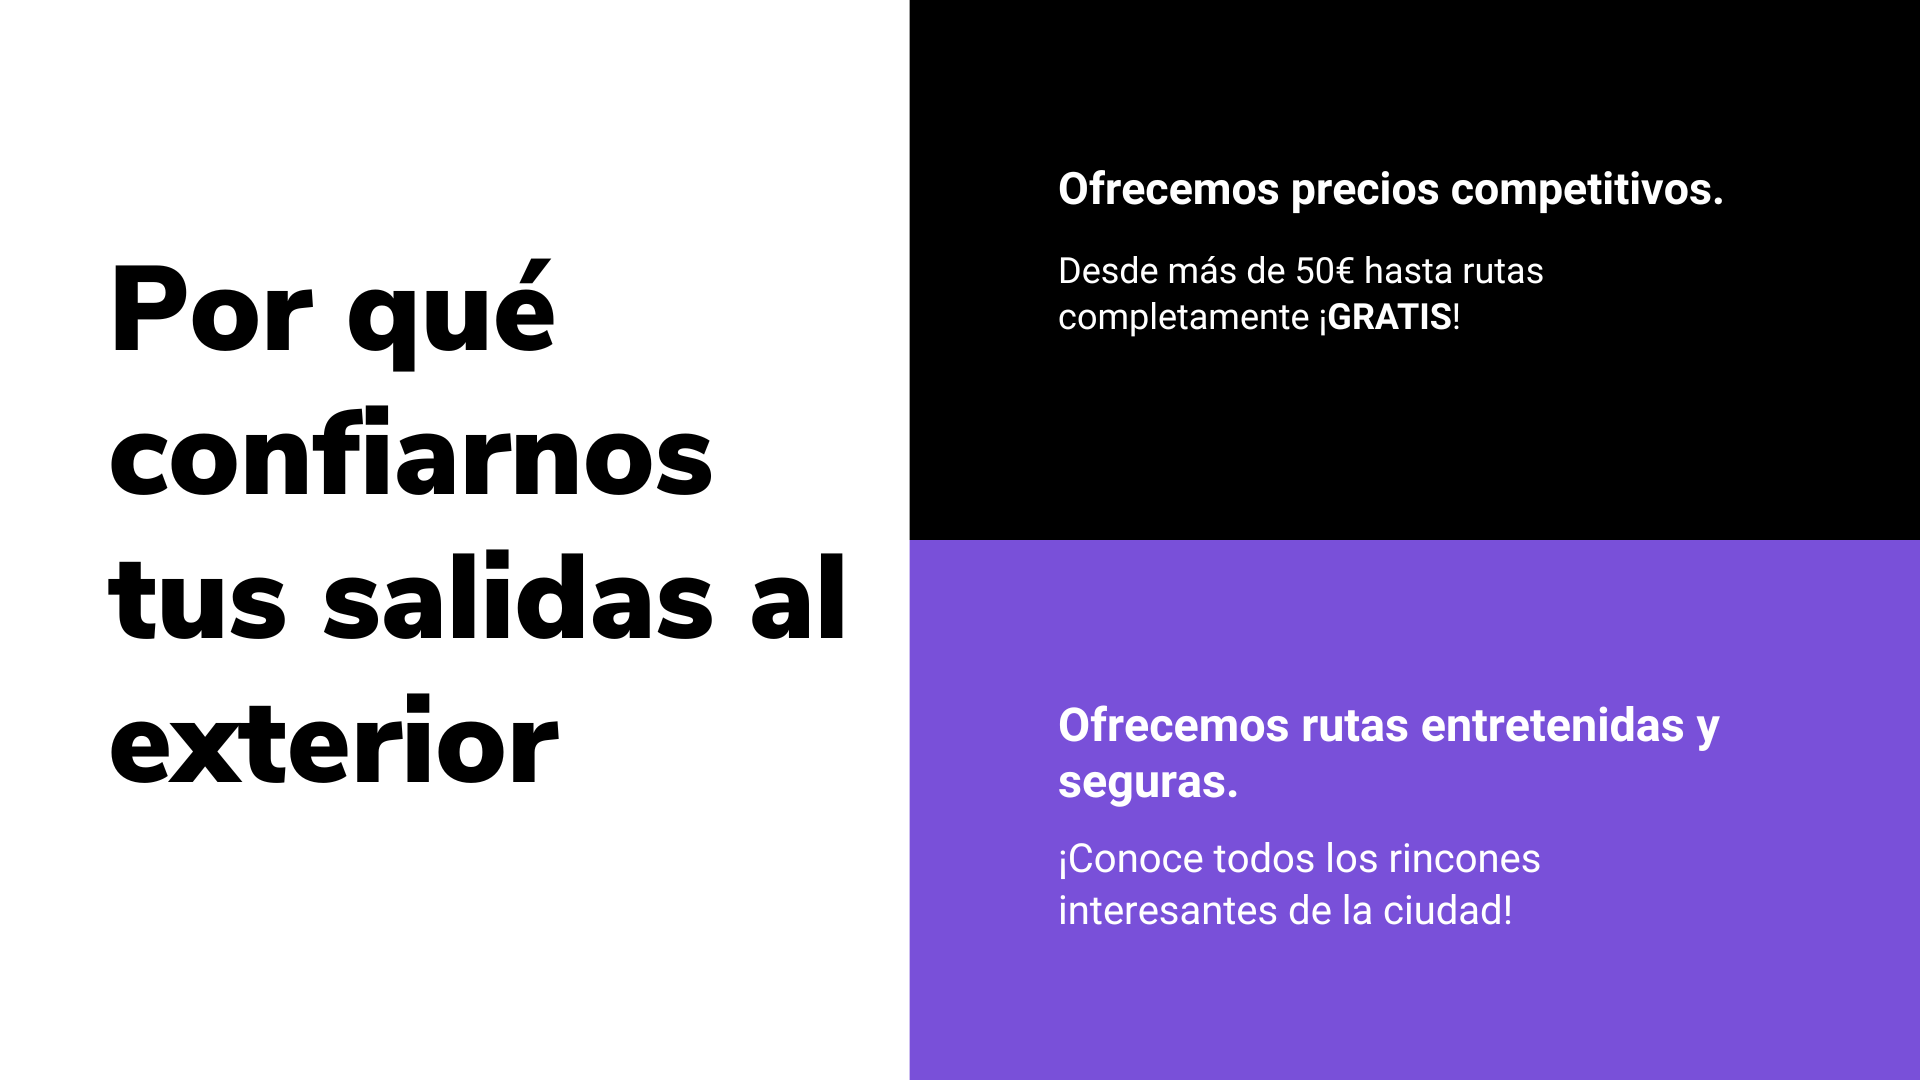 Por qué
confiarnos
tus salidas al
exterior
Ofrecemos precios competitivos.
Desde más de 50€ hasta rutas
completamente ¡GRATIS!
Ofrecemos rutas entretenidas y
seguras.
¡Conoce todos los rincones
interesantes de la ciudad!